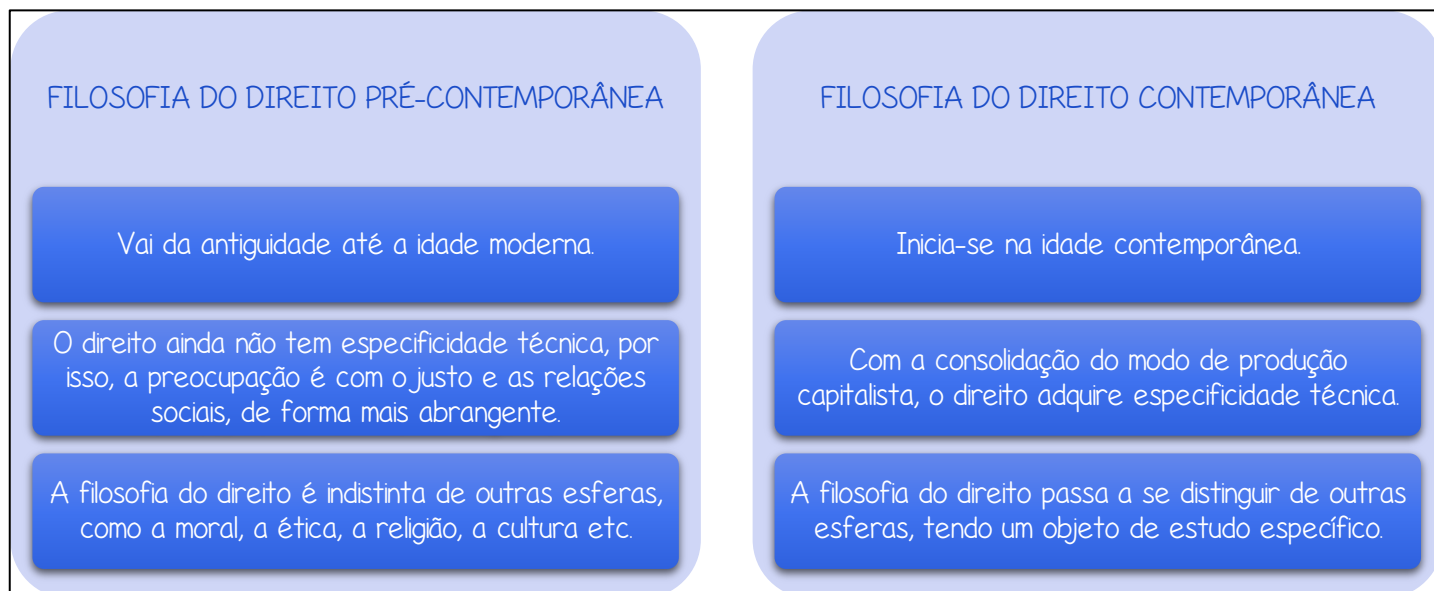 FILOSOFIA DO DIREITO PRÉ-CONTEMPORÂNEA
Vai da antiguidade até a idade moderna.
O direito ainda não tem especificidade técnica, por
isso, a preocupação é com o justo e as relações
sociais, de forma mais abrangente.
A filosofia do direito é indistinta de outras esferas,
como a moral, a ética, a religião, a cultura etc.
FILOSOFIA DO DIREITO CONTEMPORÂNEA
Inicia-se na idade contemporânea.
Com a consolidação do modo de produção
capitalista, o direito adquire especificidade técnica.
A filosofia do direito passa a se distinguir de outras
esferas, tendo um objeto de estudo específico.